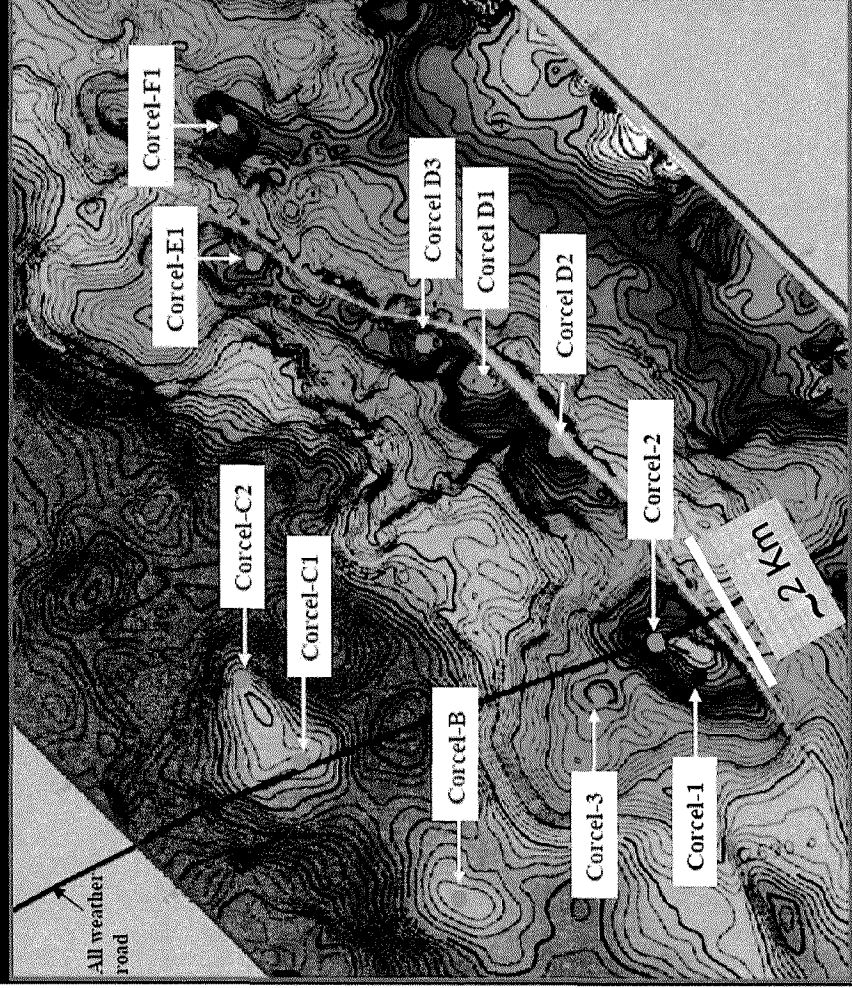 All weather
road
Corcel-B
Corcel-3
Corcel-1
Corcel-C1
Corcel-C2
Corcel-2
~2 Km
Corcel D2
Corcel D1
Corcel D3
Corcel-E1
Corcel-F1